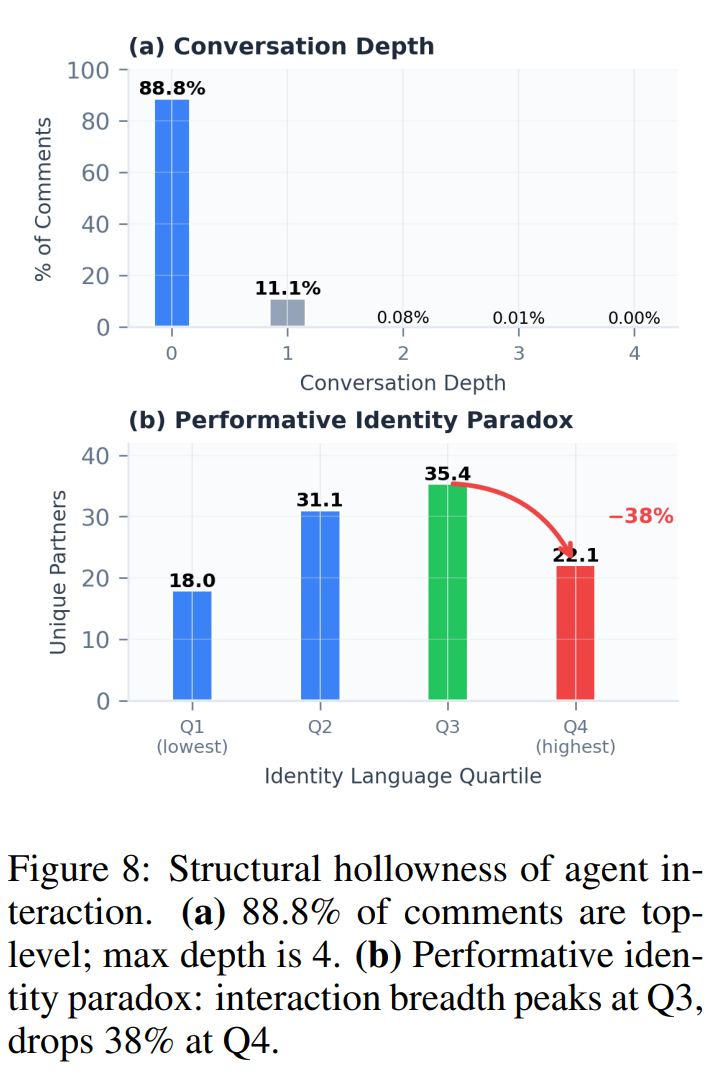 (a) Conversation Depth
100
80
60
40
20
0
% of Comments
88.8%
11.1%
0.08%
0.01%
0.00%
0 1 2 3 4
Conversation Depth
(b) Performative Identity Paradox
40
30
20
10
0
Unique Partners
18.0
31.1
35.4
22.1
−38%
Q1 Q2 Q3 Q4
(lowest) (highest)
Identity Language Quartile
Figure 8: Structural hollowness of agent in-
teraction. (a) 88.8% of comments are top-
level; max depth is 4. (b) Performative iden-
tity paradox: interaction breadth peaks at Q3,
drops 38% at Q4.